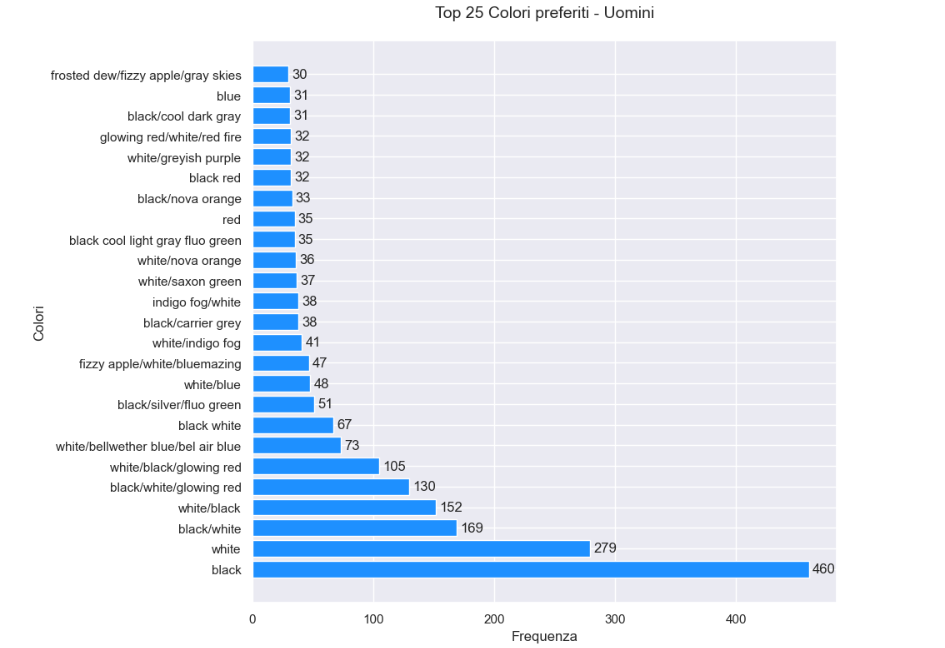 Top 25 Colori preferiti - Uomini
Colori
frosted dew/fizzy apple/gray skies 30
blue 31
black/cool dark gray 31
glowing red/white/red fire 32
white/greyish purple 32
black red 32
black/nova orange 33
red 35
black cool light gray fluo green 35
white/nova orange 36
white/saxon green 37
indigo fog/white 38
black/carrier grey 38
white/indigo fog 41
fizzy apple/white/bluemazing 47
white/blue 48
black/silver/fluo green 51
black white 67
white/bellwether blue/bel air blue 73
white/black/glowing red 105
black/white/glowing red 130
white/black 152
black/white 169
white 279
black 460
0 100 200 300 400
Frequenza